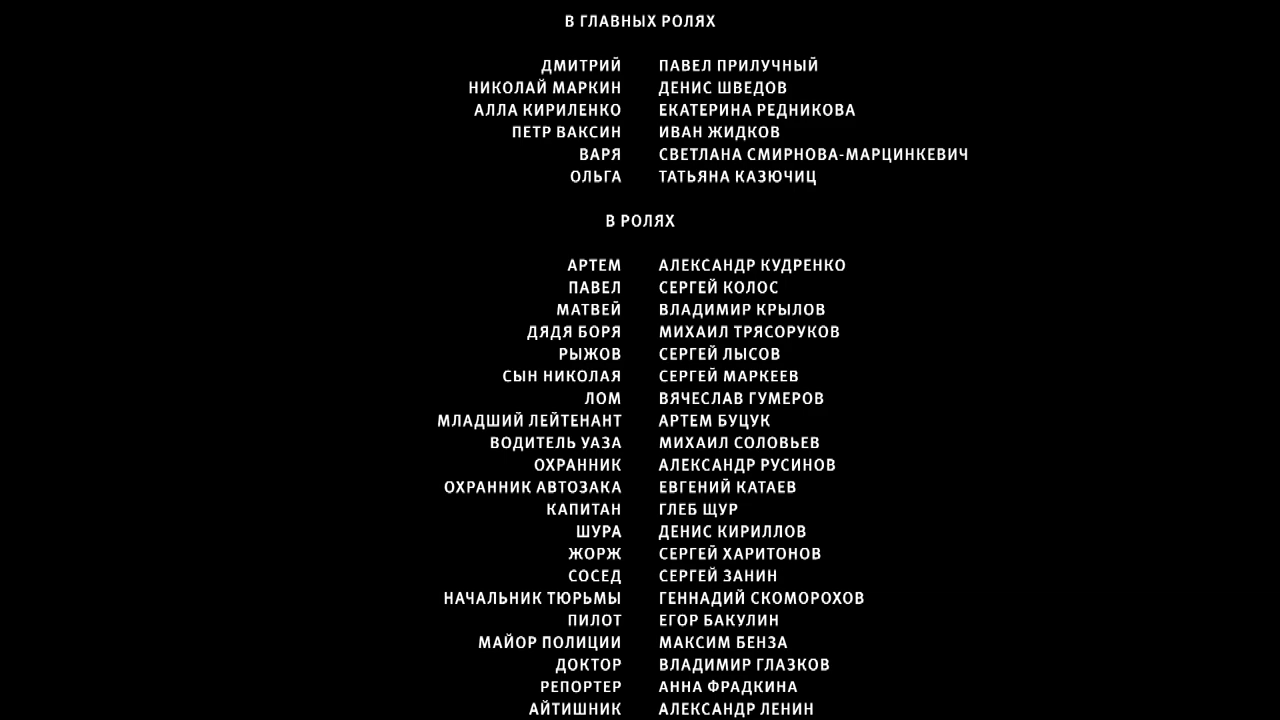 В ГЛАВНЫХ РОЛЯХ
ДМИТРИЙ ПАВЕЛ ПРИЛУЧНЫЙ
НИКОЛАЙ МАРКИН ДЕНИС ШВЕДОВ
АЛЛА КИРИЛЕНКО ЕКАТЕРИНА РЕДНИКОВА
ПЕТР ВАКСИН ИВАН ЖИДКОВ
ВАРЯ СВЕТЛАНА СМИРНОВА-МАРЦИНКЕВИЧ
ОЛЬГА ТАТЬЯНА КАЗЮЧИЦ
В РОЛЯХ
АРТЕМ АЛЕКСАНДР КУДРЕНКО
ПАВЕЛ СЕРГЕЙ КОЛОС
МАТВЕЙ ВЛАДИМИР КРЫЛОВ
ДЯДЯ БОРЯ МИХАИЛ ТРЯСОРУКОВ
РЫЖОВ СЕРГЕЙ ЛЫСОВ
СЫН НИКОЛАЯ СЕРГЕЙ МАРКЕЕВ
ЛОМ ВЯЧЕСЛАВ ГУМЕРОВ
МЛАДШИЙ ЛЕЙТЕНАНТ АРТЕМ БУЦУК
ВОДИТЕЛЬ УАЗА МИХАИЛ СОЛОВЬЕВ
ОХРАННИК АЛЕКСАНДР РУСИНОВ
ОХРАННИК АВТОЗАКА ЕВГЕНИЙ КАТАЕВ
КАПИТАН ГЛЕБ ЩУР
ШУРА ДЕНИС КИРИЛЛОВ
ЖОРЖ СЕРГЕЙ ХАРИТОНОВ
СОСЕД СЕРГЕЙ ЗАНИН
НАЧАЛЬНИК ТЮРЬМЫ ГЕННАДИЙ СКОМОРОХОВ
ПИЛОТ ЕГОР БАКУЛИН
МАЙОР ПОЛИЦИИ МАКСИМ БЕНЗА
ДОКТОР ВЛАДИМИР ГЛАЗКОВ
РЕПОРТЕР АННА ФРАДКИНА
АЙТИШНИК АЛЕКСАНДР ЛЕНИН